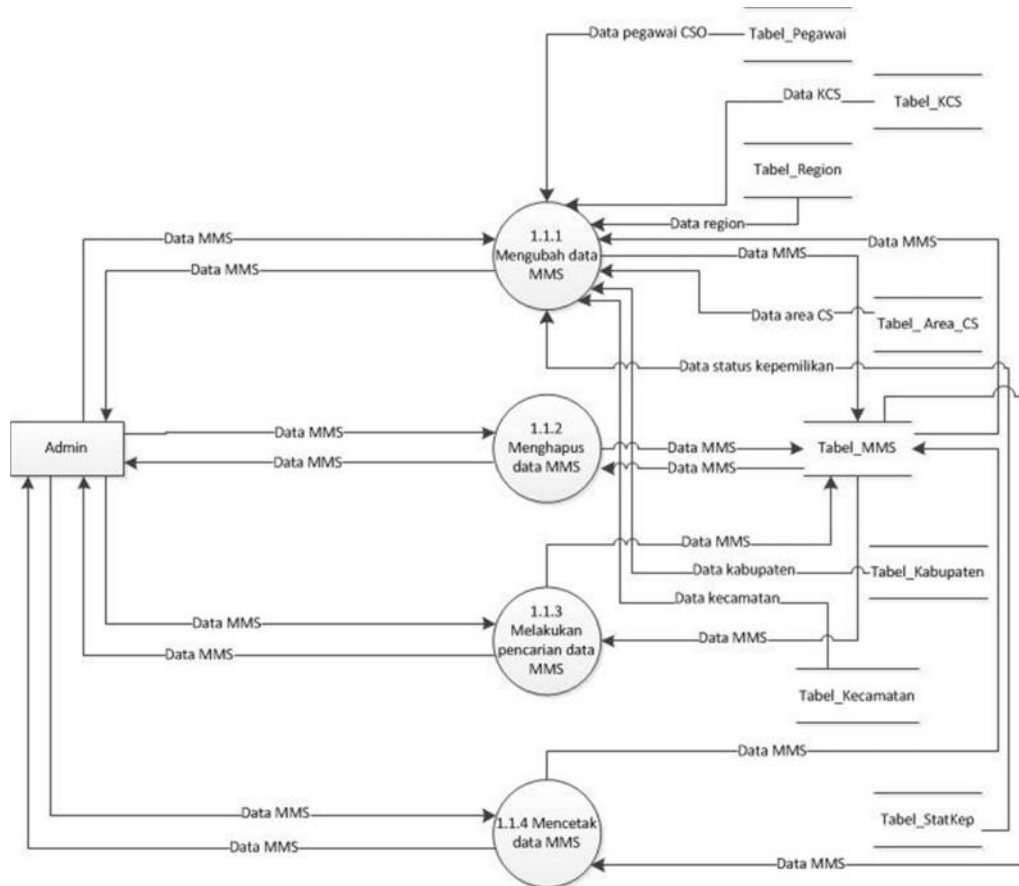 Data pegawai CSO
Tabel_Pegawai
Data KCS
Tabel_KCS
Tabel_Region
Data region
1.1.1
Mengubah data
MMS
Data MMS
Data MMS
Data MMS
Data MMS
Data area CS
Tabel_ Area_CS
Data status kepemilikan
Admin
Data MMS
Data MMS
1.1.2
Menghapus
data MMS
Data MMS
Data MMS
Tabel_MMS
Data MMS
Data kabupaten
Tabel_Kabupaten
Data kecamatan
1.1.3
Melakukan
pencarian data
MMS
Data MMS
Data MMS
Data MMS
Tabel_Kecamatan
Data MMS
1.1.4 Mencetak
data MMS
Data MMS
Data MMS
Tabel_StatKep
Data MMS